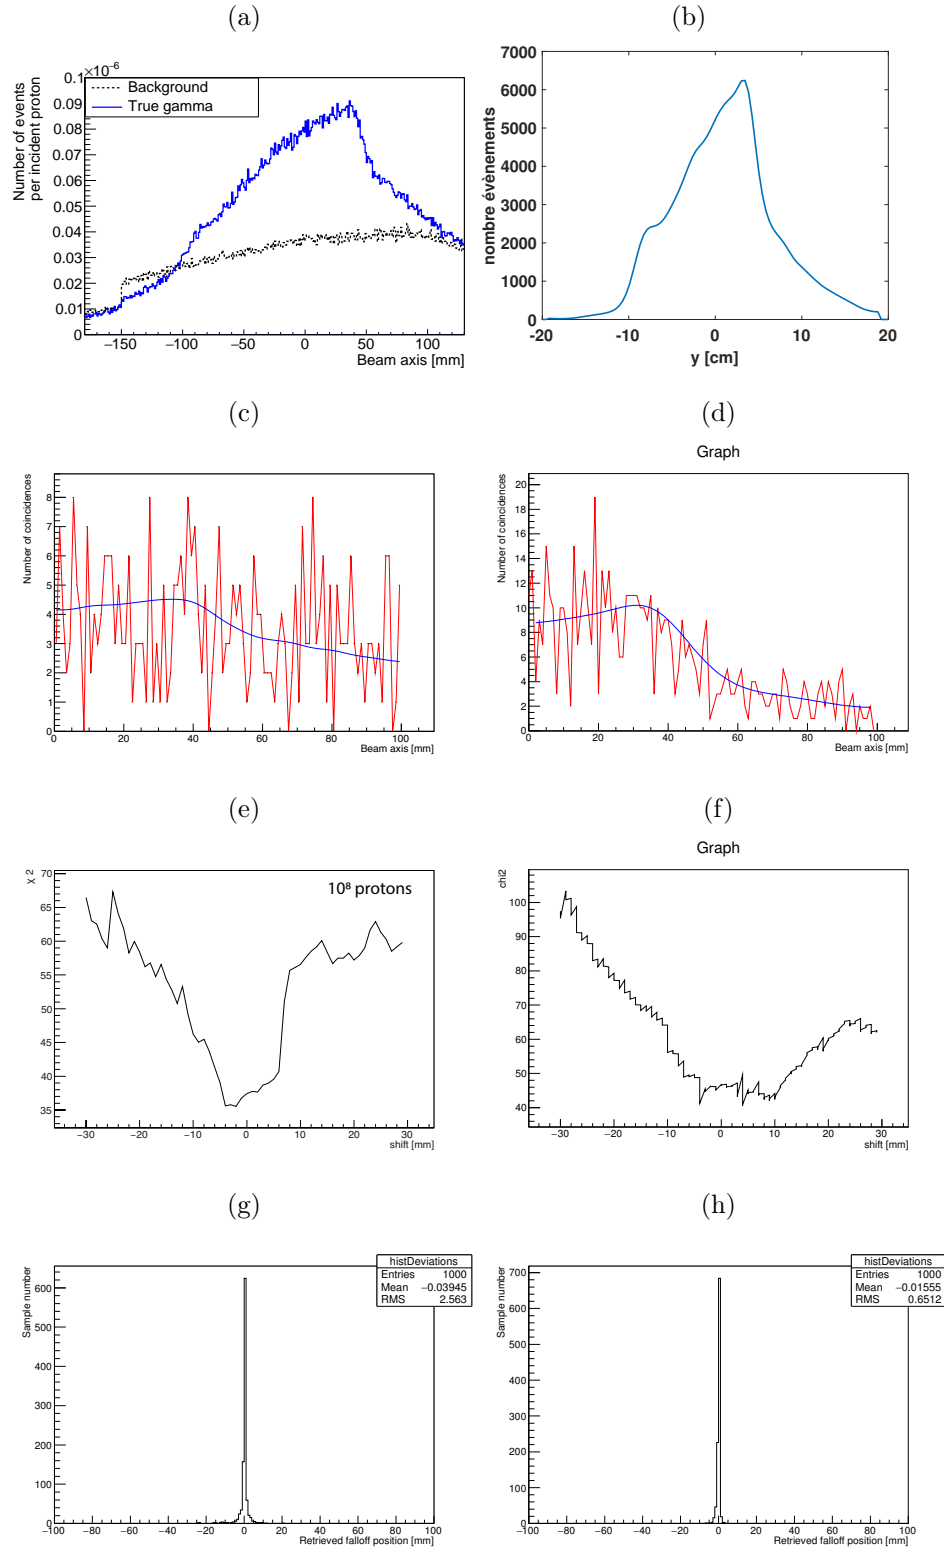 (a)
(b)
×10⁻⁶
Background
True gamma
Number of events
per incident proton
0.1
0.09
0.08
0.07
0.06
0.05
0.04
0.03
0.02
0.01
0
−150 −100 −50 0 50 100
Beam axis [mm]
nombre évènements
7000
6000
5000
4000
3000
2000
1000
0
-20 -10 0 10 20
y [cm]
(c)
(d)
Number of coincidences
8
7
6
5
4
3
2
1
0
0 20 40 60 80 100
Beam axis [mm]
Graph
Number of coincidences
20
18
16
14
12
10
8
6
4
2
0
0 20 40 60 80 100
Beam axis [mm]
(e)
(f)
χ 2
10⁸ protons
70
65
60
55
50
45
40
35
−30 −20 −10 0 10 20 30
shift [mm]
Graph
chi2
100
90
80
70
60
50
40
−30 −20 −10 0 10 20 30
shift [mm]
(g)
(h)
histDeviations
Entries 1000
Mean −0.03945
RMS 2.563
Sample number
600
500
400
300
200
100
0
−100 −80 −60 −40 −20 0 20 40 60 80 100
Retrieved falloff position [mm]
histDeviations
Entries 1000
Mean −0.01555
RMS 0.6512
Sample number
700
600
500
400
300
200
100
0
−100 −80 −60 −40 −20 0 20 40 60 80 100
Retrieved falloff position [mm]